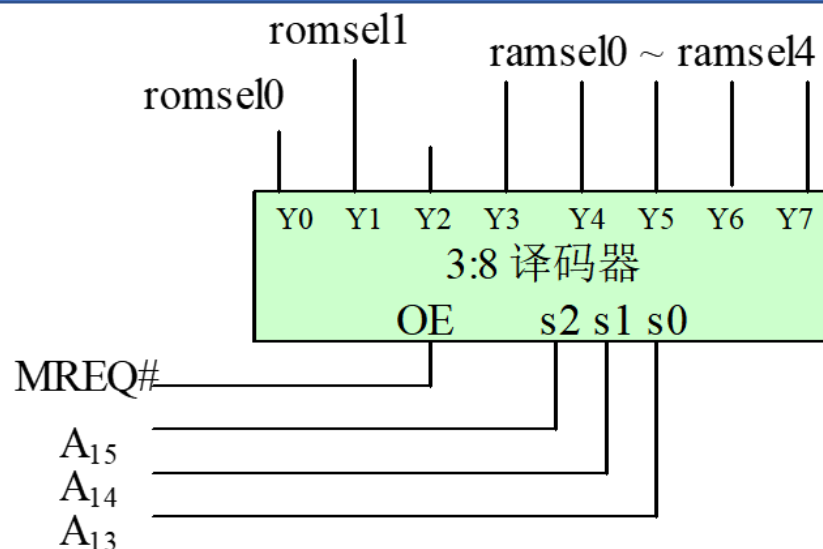 romsel1
ramsel0 ~ ramsel4
romsel0
Y0 Y1 Y2 Y3 Y4 Y5 Y6 Y7
3:8 译码器
OE s2 s1 s0
MREQ#
A₁₅
A₁₄
A₁₃